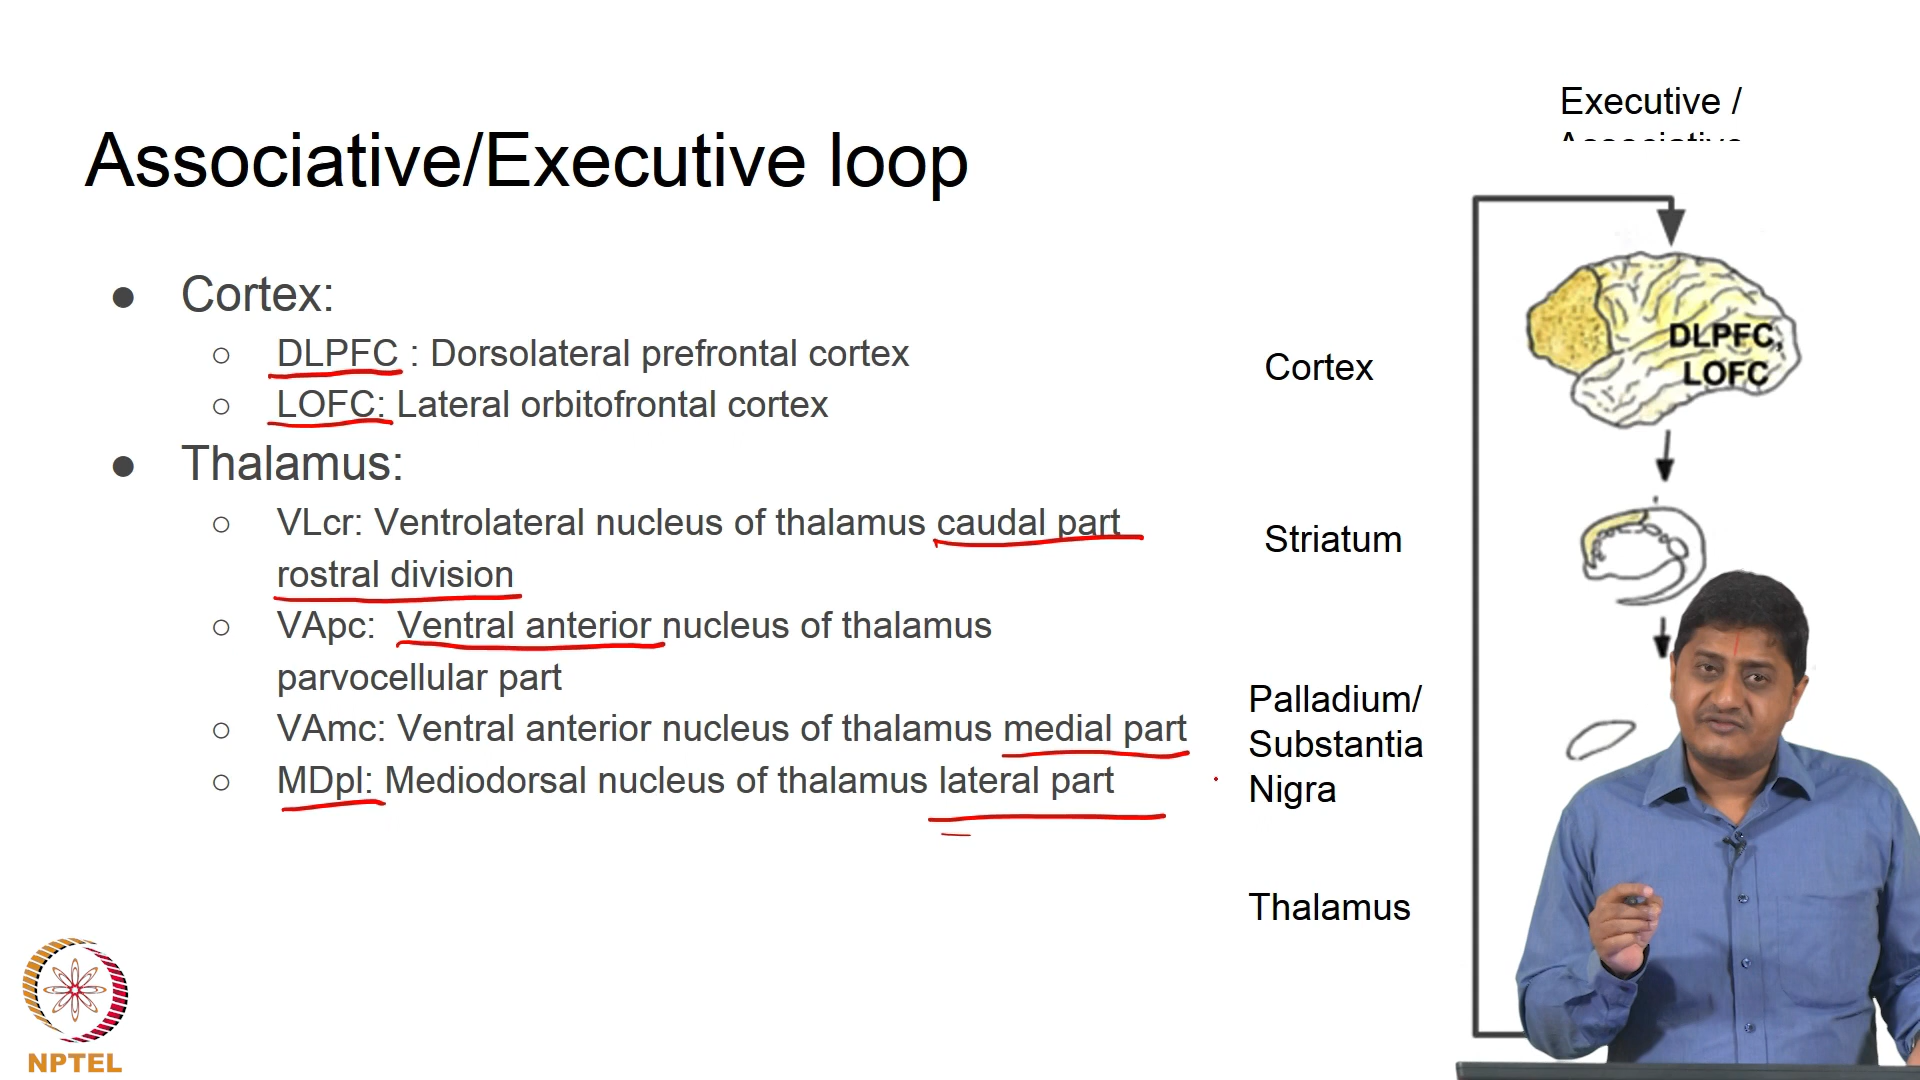 Executive /
Associative
Associative/Executive loop
● Cortex:
○ DLPFC : Dorsolateral prefrontal cortex
○ LOFC: Lateral orbitofrontal cortex
● Thalamus:
○ VLcr: Ventrolateral nucleus of thalamus caudal part
rostral division
○ VApc: Ventral anterior nucleus of thalamus
parvocellular part
○ VAmc: Ventral anterior nucleus of thalamus medial part
○ MDpl: Mediodorsal nucleus of thalamus lateral part
Cortex
DLPFC,
LOFC
Striatum
Palladium/
Substantia
Nigra
Thalamus
NPTEL